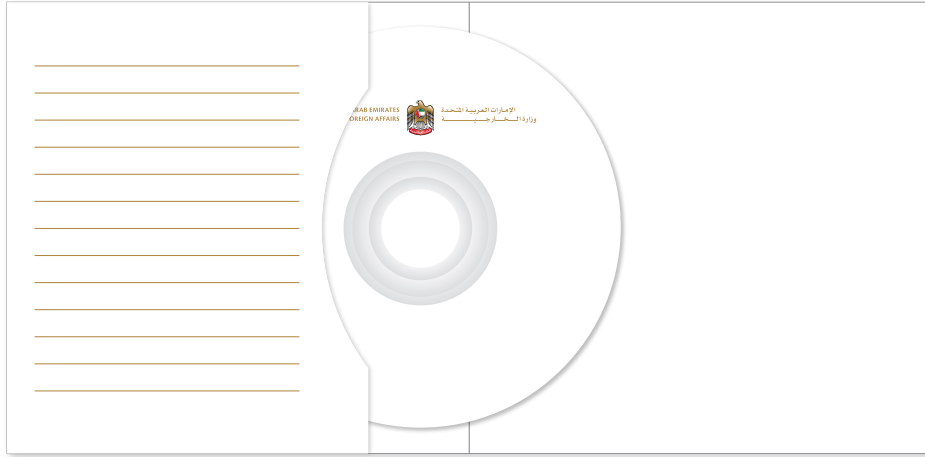 RAB EMIRATES
OREIGN AFFAIRS
الإمارات العربية المتحدة
وزارة الخارجية